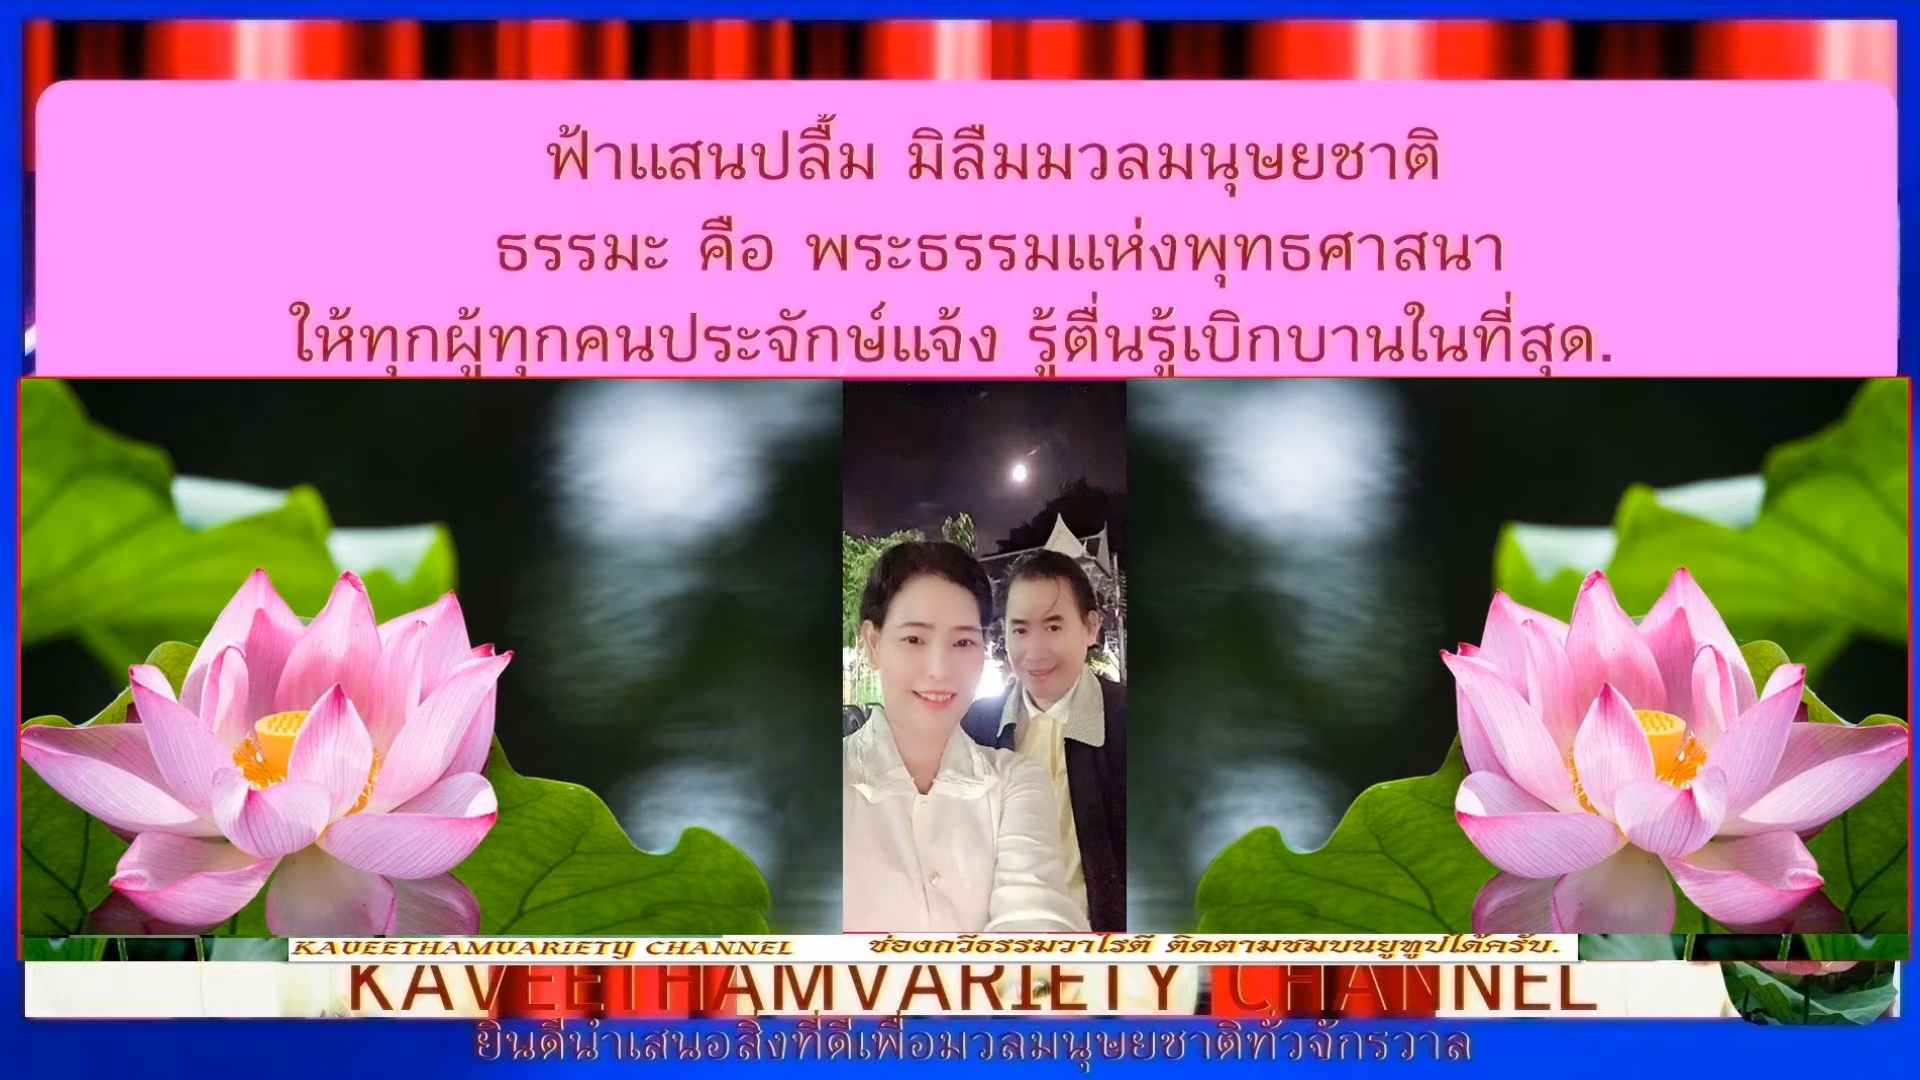 ฟ้าแสนปลื้ม มิลืมมวลมนุษยชาติ
ธรรมะ คือ พระธรรมแห่งพุทธศาสนา
ให้ทุกผู้ทุกคนประจักษ์แจ้ง รู้ตื่นรู้เบิกบานในที่สุด.
KAVEETHAMVARIETY CHANNEL ช่องกวีธรรมวาไรตี ติดตามชมบนยูทูปได้ครับ.
KAVEETHAMVARIETY CHANNEL
ยินดีนำเสนอสิ่งที่ดีเพื่อมวลมนุษยชาติทั่วจักรวาล